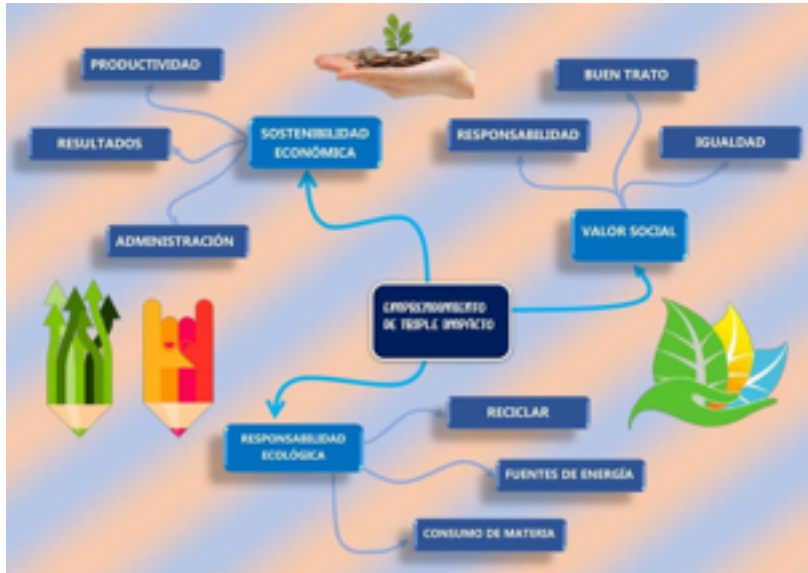 PRODUCTIVIDAD
RESULTADOS
ADMINISTRACIÓN
SOSTENIBILIDAD
ECONÓMICA
BUEN TRATO
RESPONSABILIDAD
IGUALDAD
VALOR SOCIAL
EMPRENDIMIENTO
DE TRIPLE IMPACTO
RESPONSABILIDAD
ECOLÓGICA
RECICLAR
FUENTES DE ENERGÍA
CONSUMO DE MATERIA